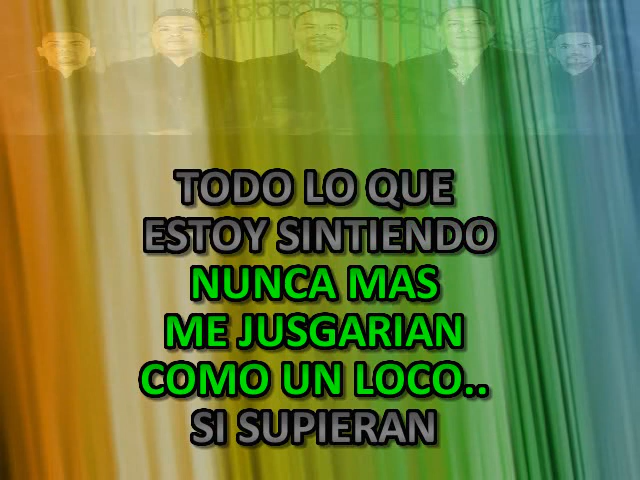 TODO LO QUE
ESTOY SINTIENDO
NUNCA MAS
ME JUSGARIAN
COMO UN LOCO..
SI SUPIERAN